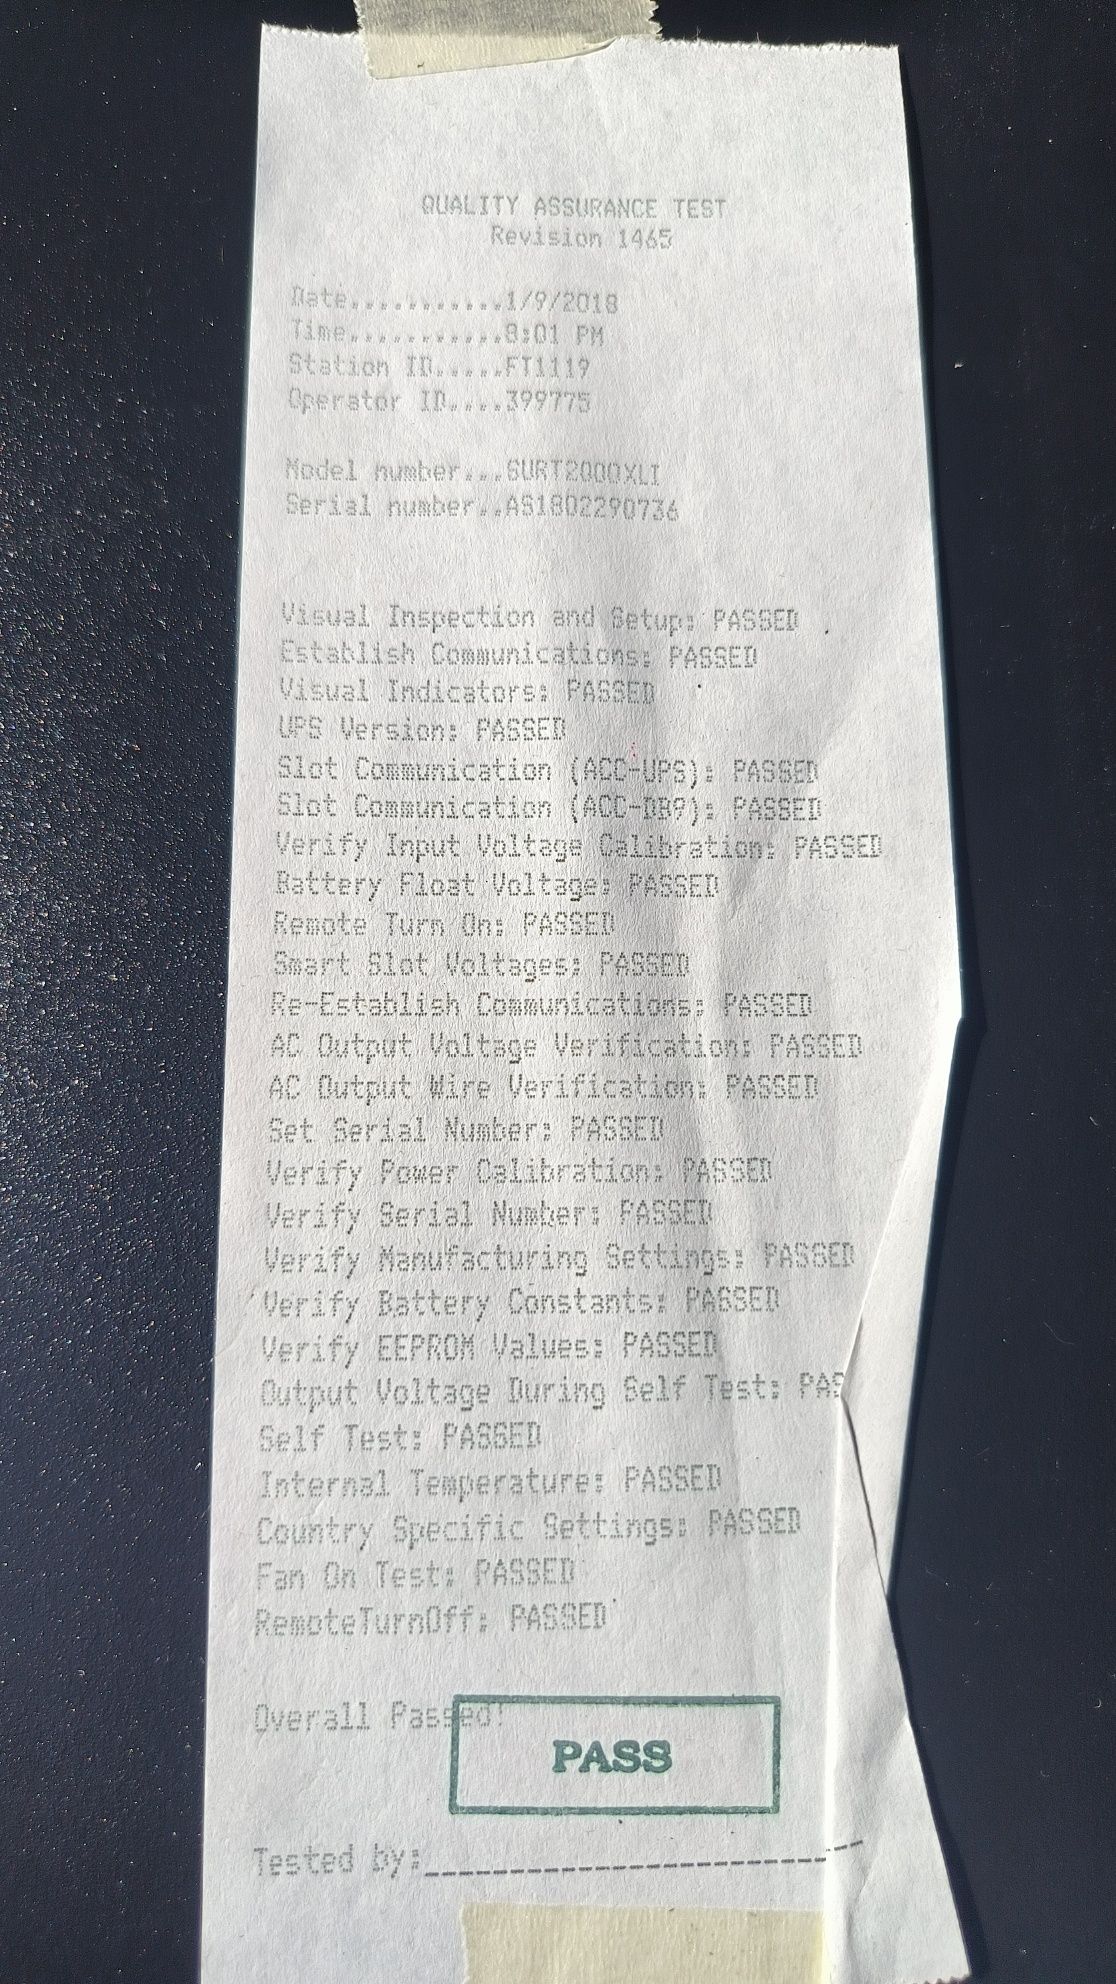 QUALITY ASSURANCE TEST
Revision 1465
Date...........1/9/2018
Time...........8:01 PM
Station ID.....FT1119
Operator ID....399775
Model number...SURT2000XLI
Serial number..AS1802290736
Visual Inspection and Setup: PASSED
Establish Communications: PASSED
Visual Indicators: PASSED
UPS Version: PASSED
Slot Communication (ACC-UPS): PASSED
Slot Communication (ACC-DB9): PASSED
Verify Input Voltage Calibration: PASSED
Battery Float Voltage: PASSED
Remote Turn On: PASSED
Smart Slot Voltages: PASSED
Re-Establish Communications: PASSED
AC Output Voltage Verification: PASSED
AC Output Wire Verification: PASSED
Set Serial Number: PASSED
Verify Power Calibration: PASSED
Verify Serial Number: PASSED
Verify Manufacturing Settings: PASSED
Verify Battery Constants: PASSED
Verify EEPROM Values: PASSED
Output Voltage During Self Test: PAS
Self Test: PASSED
Internal Temperature: PASSED
Country Specific Settings: PASSED
Fan On Test: PASSED
RemoteTurnOff: PASSED
Overall Passed!
PASS
Tested by:____________________